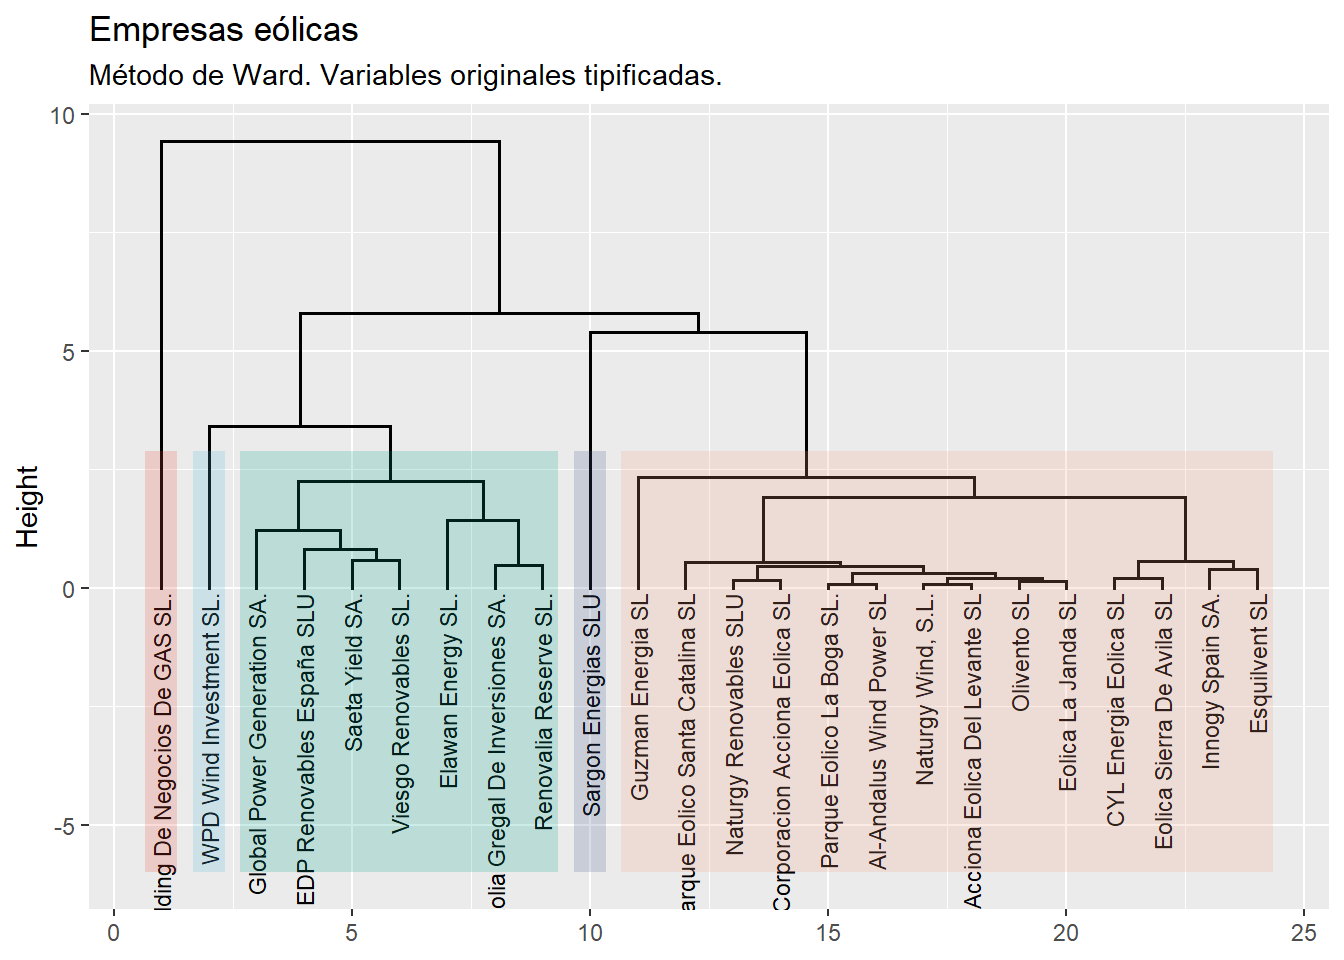 Empresas eólicas
Método de Ward. Variables originales tipificadas.
Height
10
5
0
-5
lding De Negocios De GAS SL.
WPD Wind Investment SL.
Global Power Generation SA.
EDP Renovables España SLU
Saeta Yield SA.
Viesgo Renovables SL.
Elawan Energy SL.
olia Gregal De Inversiones SA.
Renovalia Reserve SL.
Sargon Energias SLU
Guzman Energia SL
arque Eolico Santa Catalina SL
Naturgy Renovables SLU
Corporacion Acciona Eolica SL
Parque Eolico La Boga SL.
Al-Andalus Wind Power SL
Naturgy Wind, S.L.
Acciona Eolica Del Levante SL
Olivento SL
Eolica La Janda SL
CYL Energia Eolica SL
Eolica Sierra De Avila SL
Innogy Spain SA.
Esquilvent SL
0 5 10 15 20 25